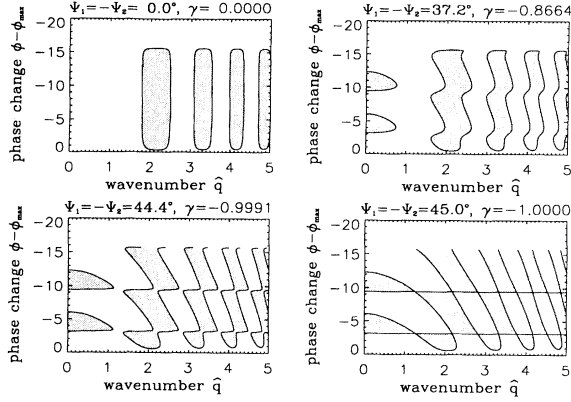 Ψ₁=−Ψ₂= 0.0°, γ= 0.0000
phase change ϕ−ϕmax
-20
-15
-10
-5
0
0 1 2 3 4 5
wavenumber q̂
Ψ₁=−Ψ₂=37.2°, γ=−0.8664
phase change ϕ−ϕmax
-20
-15
-10
-5
0
0 1 2 3 4 5
wavenumber q̂
Ψ₁=−Ψ₂=44.4°, γ=−0.9991
phase change ϕ−ϕmax
-20
-15
-10
-5
0
0 1 2 3 4 5
wavenumber q̂
Ψ₁=−Ψ₂=45.0°, γ=−1.0000
phase change ϕ−ϕmax
-20
-15
-10
-5
0
0 1 2 3 4 5
wavenumber q̂